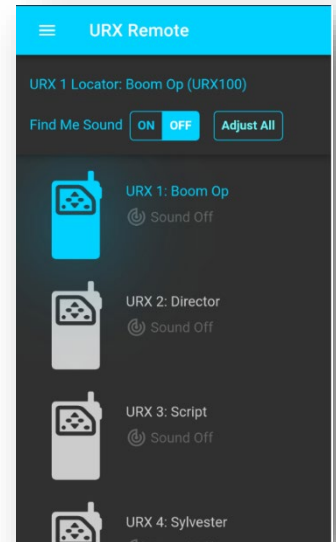 URX Remote
URX 1 Locator: Boom Op (URX100)
Find Me Sound ON OFF Adjust All
URX 1: Boom Op
Sound Off
URX 2: Director
Sound Off
URX 3: Script
Sound Off
URX 4: Sylvester